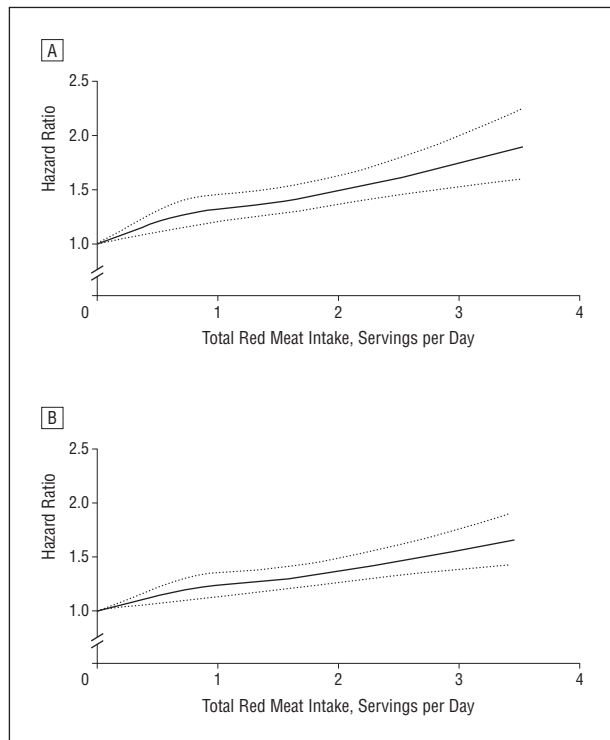 A
2.5
2.0
1.5
1.0
Hazard Ratio
0 1 2 3 4
Total Red Meat Intake, Servings per Day
B
2.5
2.0
1.5
1.0
Hazard Ratio
0 1 2 3 4
Total Red Meat Intake, Servings per Day